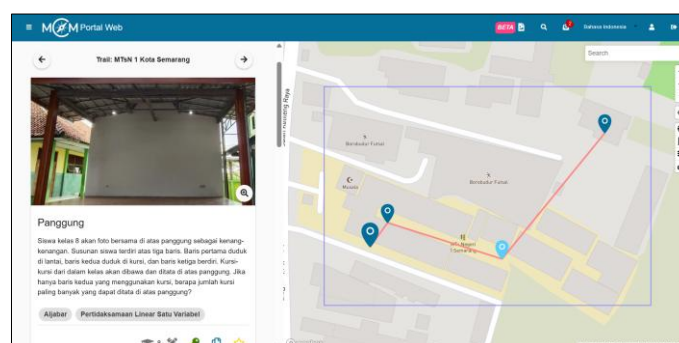 MCM Portal Web
BETA
Bahasa Indonesia
Trail: MTsN 1 Kota Semarang
Search
Borobudur Futsal
Musala
Borobudur Futsal
Panggung
Siswa kelas 8 akan foto bersama di atas panggung sebagai kenang-
kenangan. Susunan siswa terdiri atas tiga baris. Baris pertama duduk
di lantai, baris kedua duduk di kursi, dan baris ketiga berdiri. Kursi-
kursi dari dalam kelas akan dibawa dan ditata di atas panggung. Jika
hanya baris kedua yang menggunakan kursi, berapa jumlah kursi
paling banyak yang dapat ditata di atas panggung?
Aljabar
Pertidaksamaan Linear Satu Variabel